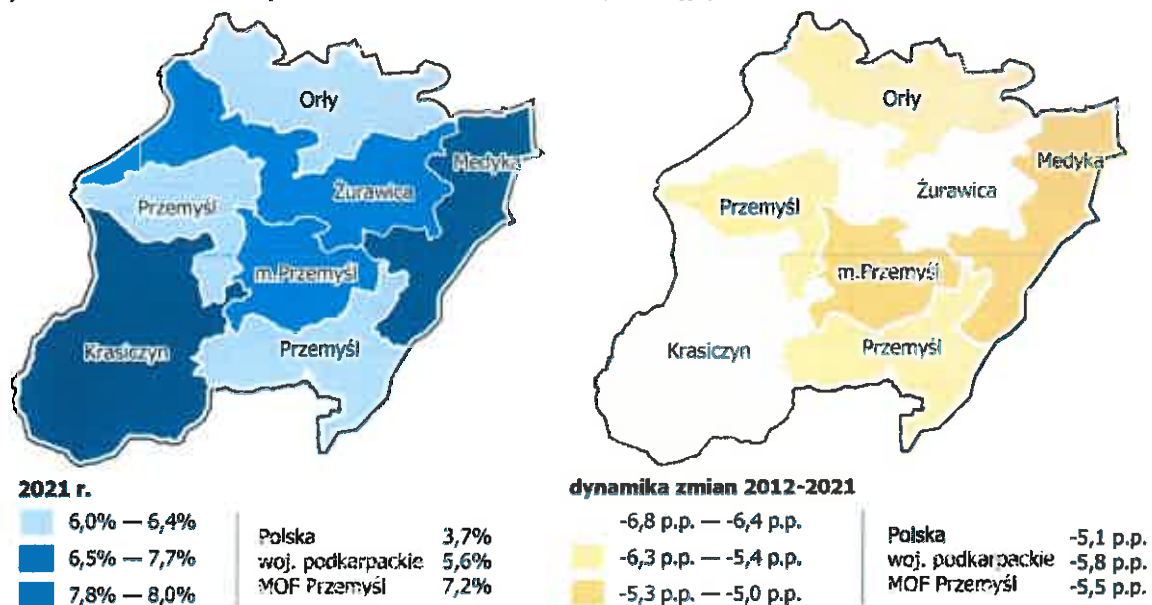 Orły
Medyka
Żurawica
Przemyśl
m.Przemyśl
Krasiczyn
Przemyśl
2021 r.
6,0% — 6,4%
6,5% — 7,7%
7,8% — 8,0%
Polska 3,7%
woj. podkarpackie 5,6%
MOF Przemyśl 7,2%
Orły
Medyka
Żurawica
Przemyśl
m.Przemyśl
Krasiczyn
Przemyśl
dynamika zmian 2012-2021
-6,8 p.p. — -6,4 p.p.
-6,3 p.p. — -5,4 p.p.
-5,3 p.p. — -5,0 p.p.
Polska -5,1 p.p.
woj. podkarpackie -5,8 p.p.
MOF Przemyśl -5,5 p.p.